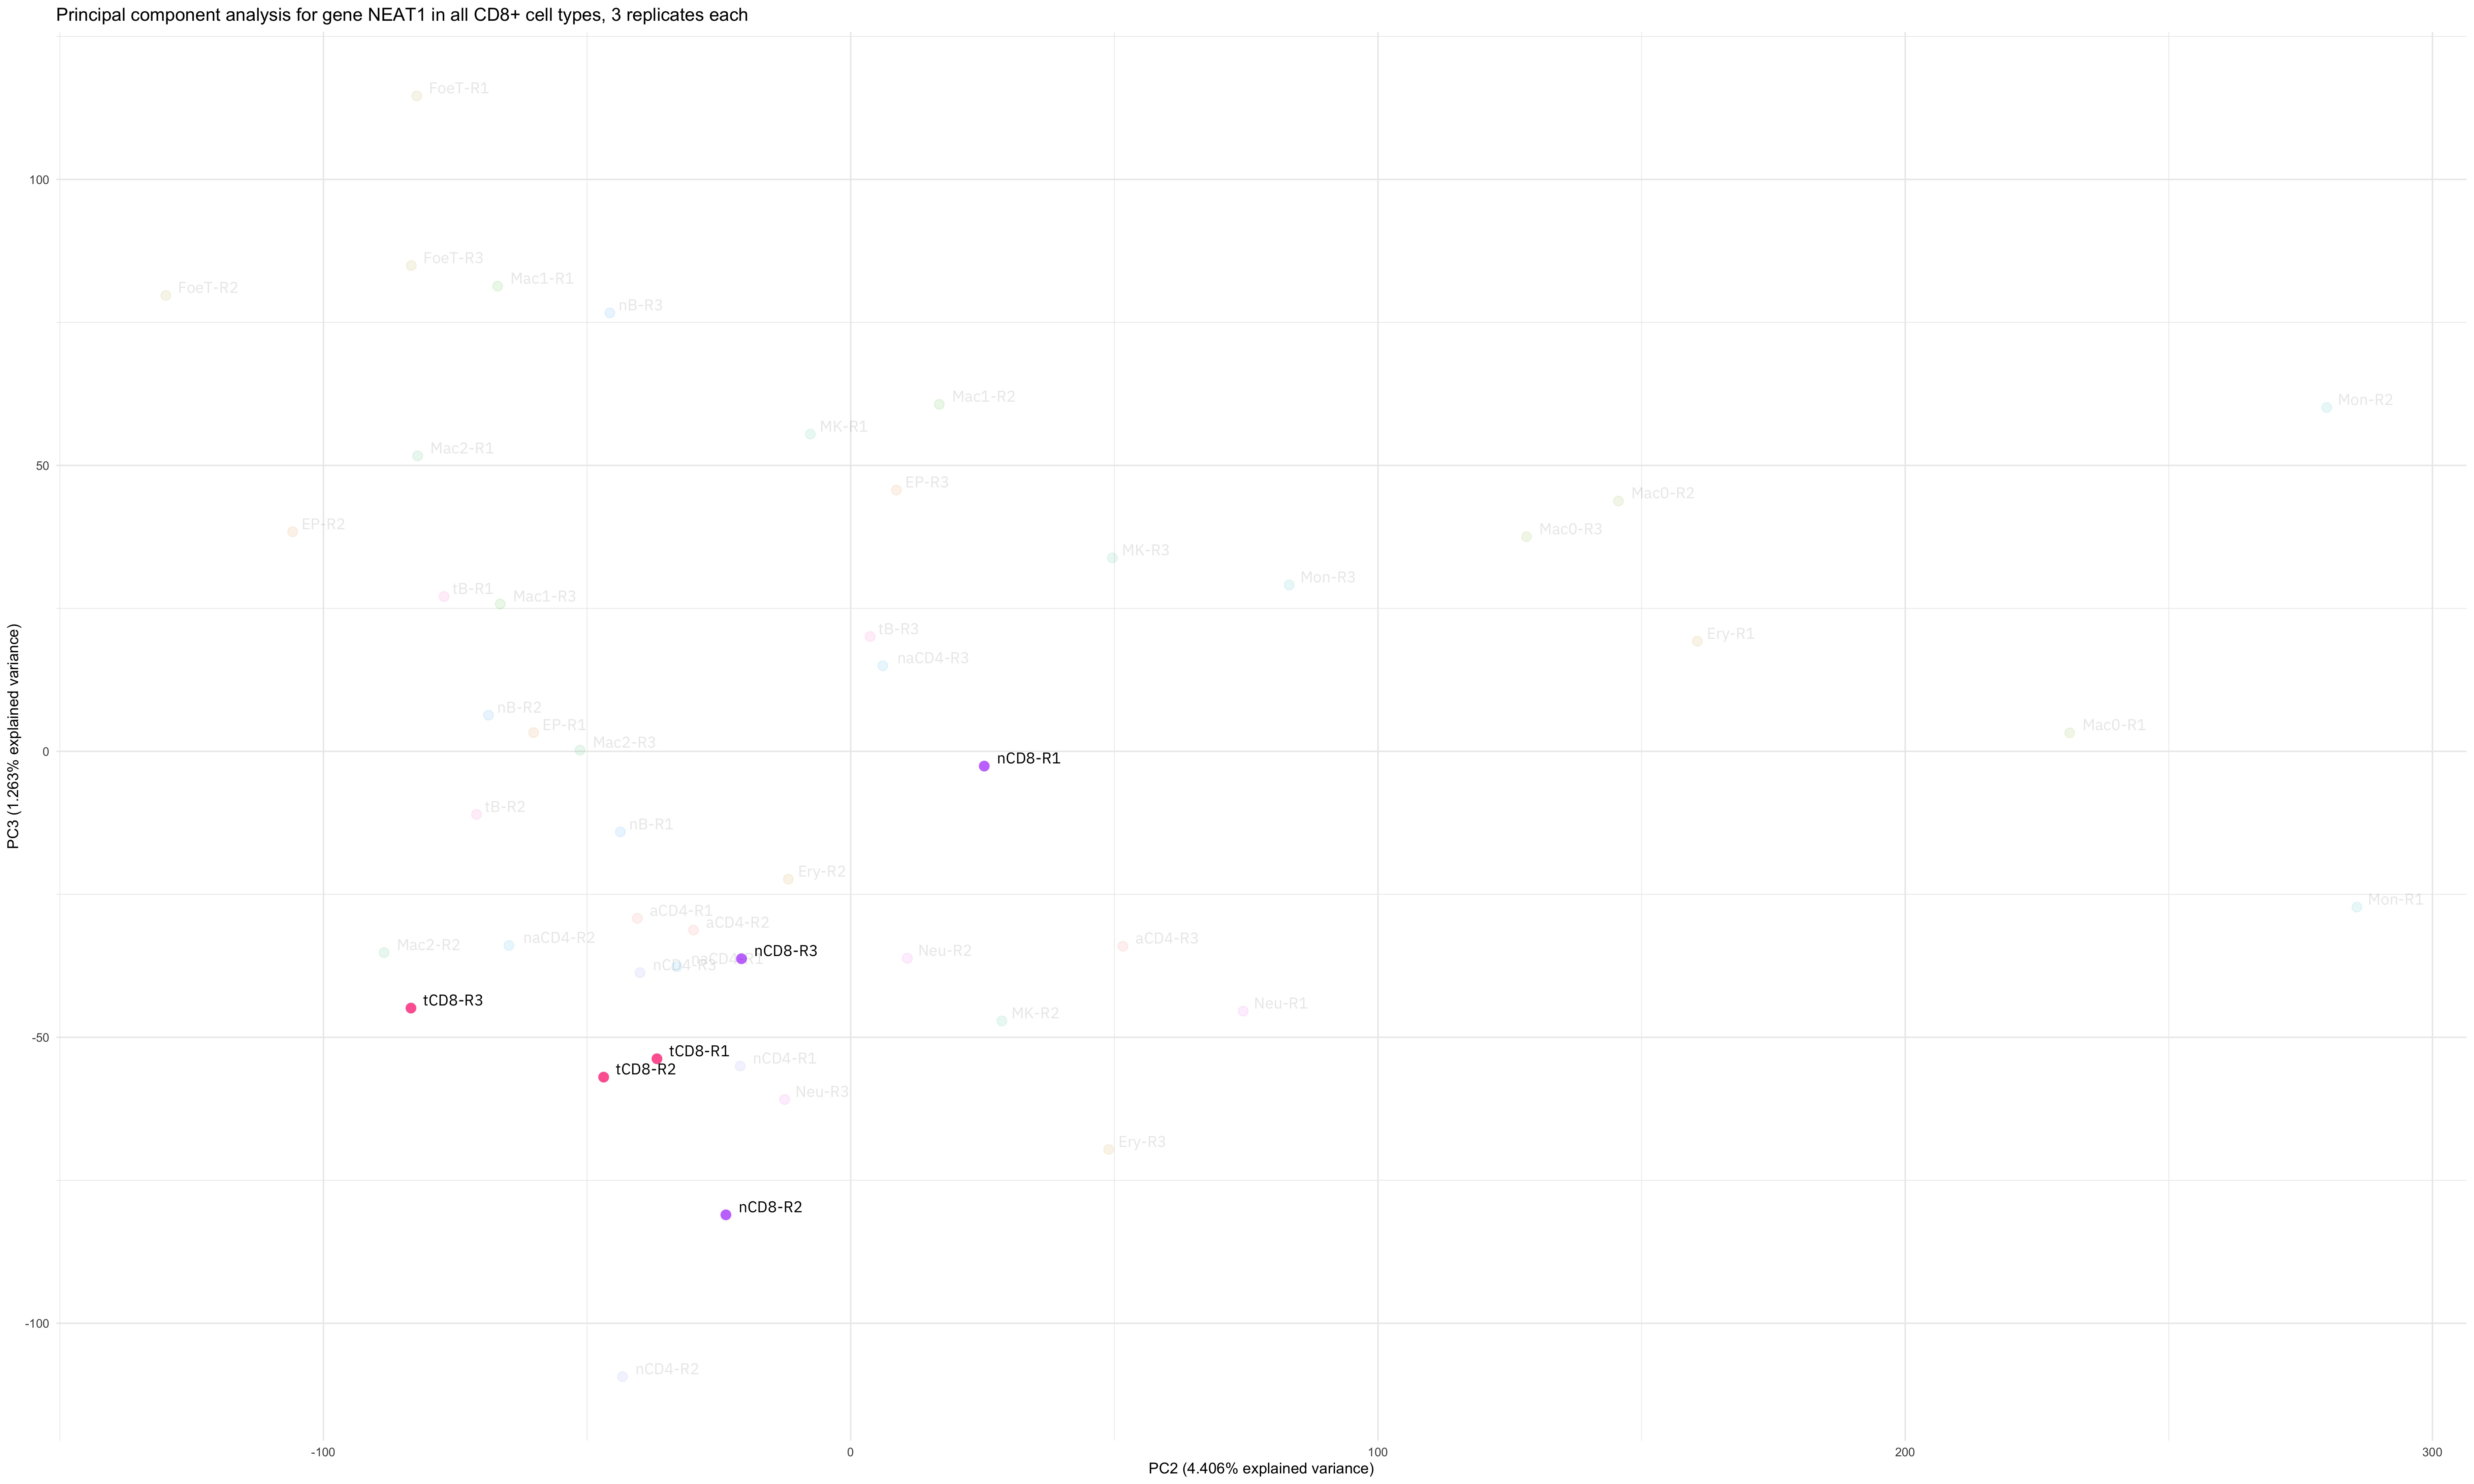 Principal component analysis for gene NEAT1 in all CD8+ cell types, 3 replicates each
FoeT-R1
100
FoeT-R3
Mac1-R1
FoeT-R2
nB-R3
Mac1-R2
Mon-R2
MK-R1
Mac2-R1
50
EP-R3
Mac0-R2
EP-R2
Mac0-R3
MK-R3
Mon-R3
tB-R1
Mac1-R3
tB-R3
Ery-R1
naCD4-R3
nB-R2
EP-R1
Mac0-R1
Mac2-R3
0
nCD8-R1
tB-R2
nB-R1
Ery-R2
Mon-R1
aCD4-R1
aCD4-R2
naCD4-R2
aCD4-R3
Mac2-R2
nCD8-R3
Neu-R2
naCD4-R1
nCD4-R3
tCD8-R3
Neu-R1
MK-R2
-50
tCD8-R1
nCD4-R1
tCD8-R2
Neu-R3
Ery-R3
nCD8-R2
-100
nCD4-R2
PC3 (1.263% explained variance)
-100
0
100
200
300
PC2 (4.406% explained variance)